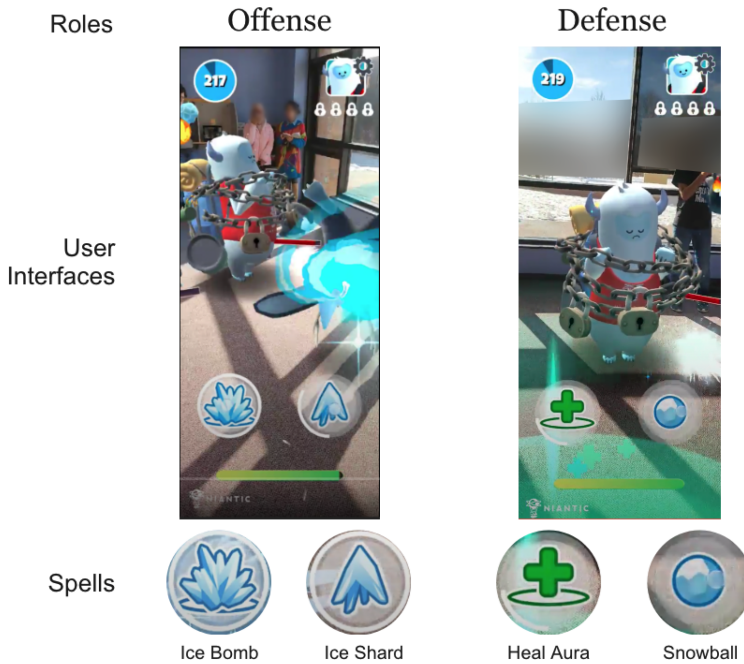 Roles
Offense
Defense
217
219
User
Interfaces
NIANTIC
NIANTIC
Spells
Ice Bomb
Ice Shard
Heal Aura
Snowball